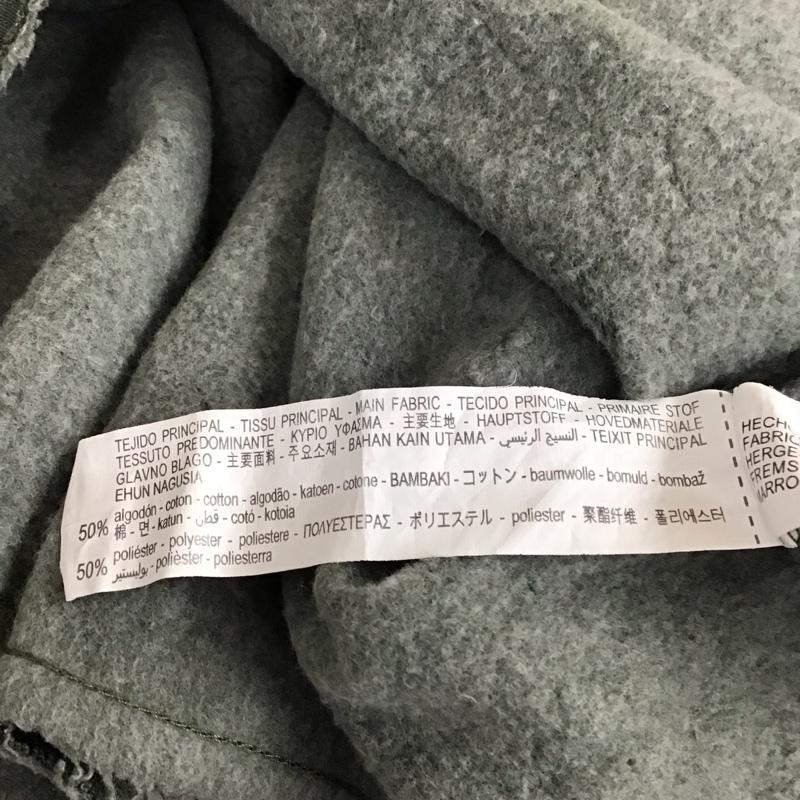 TEJIDO PRINCIPAL - TISSU PRINCIPAL - MAIN FABRIC - TECIDO PRINCIPAL - PRIMAIRE STOF
TESSUTO PREDOMINANTE - ΚΥΡΙΟ ΥΦΑΣΜΑ - 主要生地 - HAUPTSTOFF - HOVEDMATERIALE
GLAVNO BLAGO - 主要面料 - 주요소재 - BAHAN KAIN UTAMA - النسيج الرئيسي - TEIXIT PRINCIPAL
EHUN NAGUSIA
50% algodón - coton - cotton - algodão - katoen - cotone - BAMBAKI - コットン - baumwolle - bomuld - bombaž
棉 - 면 - katun - قطن - cotó - kotoia
50% poliéster - polyester - poliestere - ΠΟΛΥΕΣΤΕΡΑΣ - ポリエステル - poliester - 聚酯纤维 - 폴리에스터
بوليستير - polièster - poliesterra
HECH
FABRIC
HERGE
FREMS
MARRO